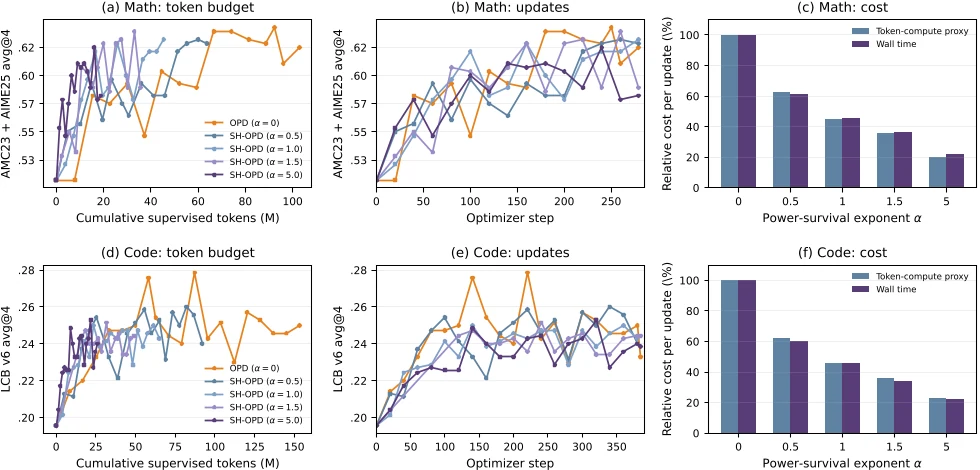 (a) Math: token budget
AMC23 + AIME25 avg@4
.62
.60
.57
.55
.53
OPD (α = 0)
SH-OPD (α = 0.5)
SH-OPD (α = 1.0)
SH-OPD (α = 1.5)
SH-OPD (α = 5.0)
0 20 40 60 80 100
Cumulative supervised tokens (M)
(b) Math: updates
AMC23 + AIME25 avg@4
.62
.60
.57
.55
.53
0 50 100 150 200 250
Optimizer step
(c) Math: cost
Relative cost per update (\%)
100
80
60
40
20
0
Token-compute proxy
Wall time
0 0.5 1 1.5 5
Power-survival exponent α
(d) Code: token budget
LCB v6 avg@4
.28
.26
.24
.22
.20
OPD (α = 0)
SH-OPD (α = 0.5)
SH-OPD (α = 1.0)
SH-OPD (α = 1.5)
SH-OPD (α = 5.0)
0 25 50 75 100 125 150
Cumulative supervised tokens (M)
(e) Code: updates
LCB v6 avg@4
.28
.26
.24
.22
.20
0 50 100 150 200 250 300 350
Optimizer step
(f) Code: cost
Relative cost per update (\%)
100
80
60
40
20
0
Token-compute proxy
Wall time
0 0.5 1 1.5 5
Power-survival exponent α